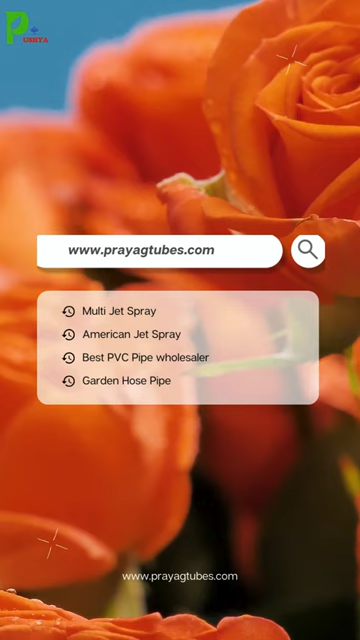 P
USHYA
www.prayagtubes.com
Multi Jet Spray
American Jet Spray
Best PVC Pipe wholesaler
Garden Hose Pipe
www.prayagtubes.com